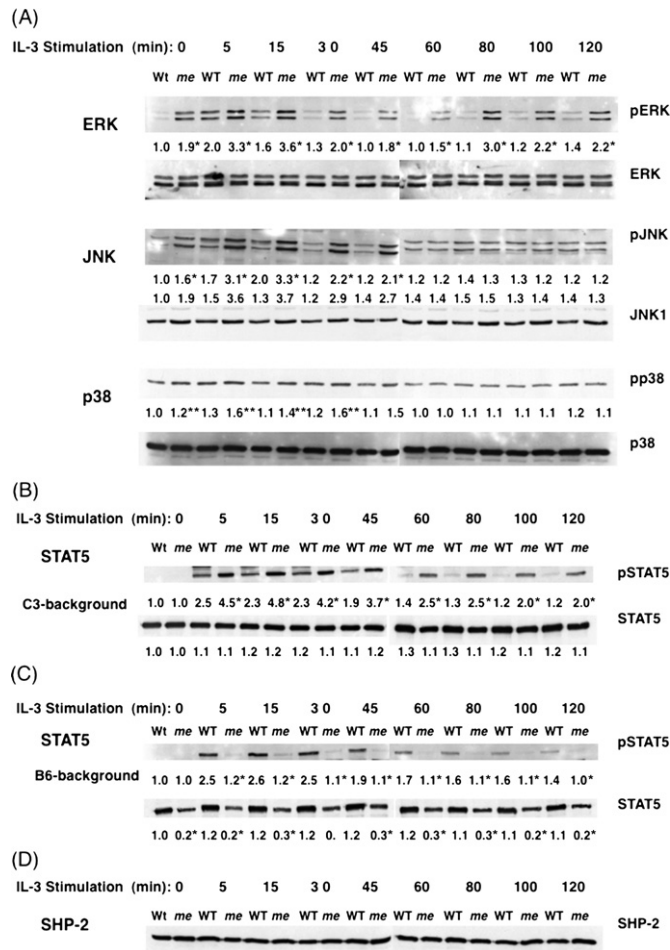 (A)
IL-3 Stimulation (min): 0 5 15 3 0 45 60 80 100 120
Wt me WT me WT me WT me WT me WT me WT me WT me WT me
ERK
pERK
1.0 1.9* 2.0 3.3* 1.6 3.6* 1.3 2.0* 1.0 1.8* 1.0 1.5* 1.1 3.0* 1.2 2.2* 1.4 2.2*
ERK
JNK
pJNK
1.0 1.6* 1.7 3.1* 2.0 3.3* 1.2 2.2* 1.2 2.1* 1.2 1.2 1.4 1.3 1.3 1.2 1.2 1.2
1.0 1.9 1.5 3.6 1.3 3.7 1.2 2.9 1.4 2.7 1.4 1.4 1.5 1.5 1.3 1.4 1.4 1.3
JNK1
p38
pp38
1.0 1.2** 1.3 1.6** 1.1 1.4** 1.2 1.6** 1.1 1.5 1.0 1.0 1.1 1.1 1.1 1.1 1.2 1.1
p38
(B)
IL-3 Stimulation (min): 0 5 15 3 0 45 60 80 100 120
Wt me WT me WT me WT me WT me WT me WT me WT me WT me
STAT5
pSTAT5
C3-background
1.0 1.0 2.5 4.5* 2.3 4.8* 2.3 4.2* 1.9 3.7* 1.4 2.5* 1.3 2.5* 1.2 2.0* 1.2 2.0*
STAT5
1.0 1.0 1.1 1.1 1.2 1.2 1.2 1.1 1.1 1.2 1.3 1.1 1.3 1.1 1.2 1.1 1.2 1.1
(C)
IL-3 Stimulation (min): 0 5 15 3 0 45 60 80 100 120
Wt me WT me WT me WT me WT me WT me WT me WT me WT me
STAT5
pSTAT5
B6-background
1.0 1.0 2.5 1.2* 2.6 1.2* 2.5 1.1* 1.9 1.1* 1.7 1.1* 1.6 1.1* 1.6 1.1* 1.4 1.0*
STAT5
1.0 0.2* 1.2 0.2* 1.2 0.3* 1.2 0. 1.2 0.3* 1.2 0.3* 1.1 0.3* 1.1 0.2* 1.1 0.2*
(D)
IL-3 Stimulation (min): 0 5 15 3 0 45 60 80 100 120
Wt me WT me WT me WT me WT me WT me WT me WT me WT me
SHP-2
SHP-2